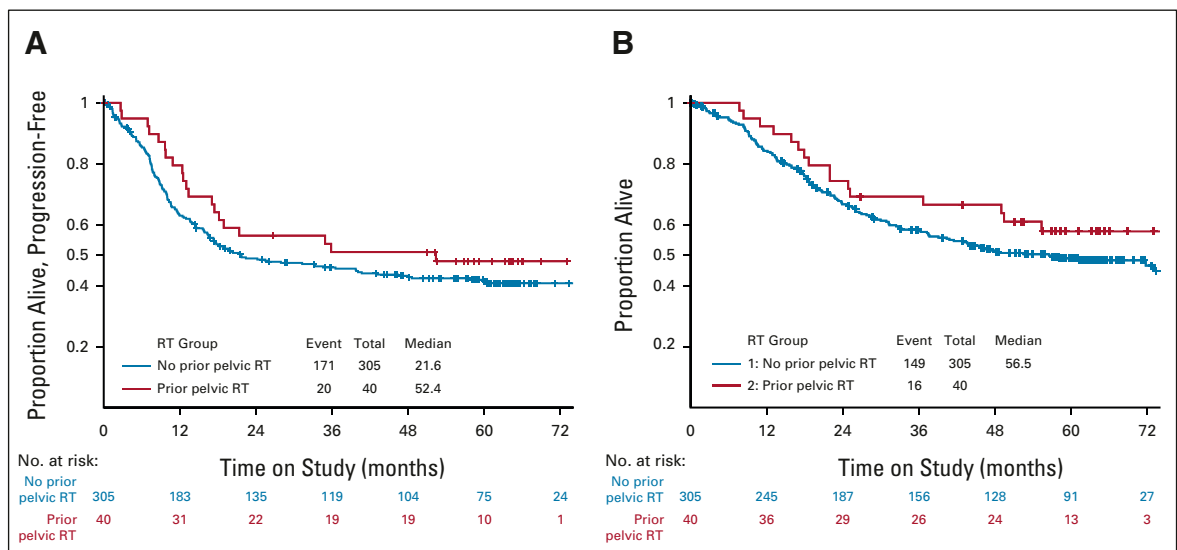 A
Proportion Alive, Progression-Free
1
0.8
0.6
0.5
0.4
0.2
RT Group Event Total Median
No prior pelvic RT 171 305 21.6
Prior pelvic RT 20 40 52.4
0 12 24 36 48 60 72
Time on Study (months)
No. at risk:
No prior
pelvic RT 305 183 135 119 104 75 24
Prior
pelvic RT 40 31 22 19 19 10 1
B
Proportion Alive
1
0.8
0.6
0.5
0.4
0.2
RT Group Event Total Median
1: No prior pelvic RT 149 305 56.5
2: Prior pelvic RT 16 40
0 12 24 36 48 60 72
Time on Study (months)
No. at risk:
No prior
pelvic RT 305 245 187 156 128 91 27
Prior
pelvic RT 40 36 29 26 24 13 3